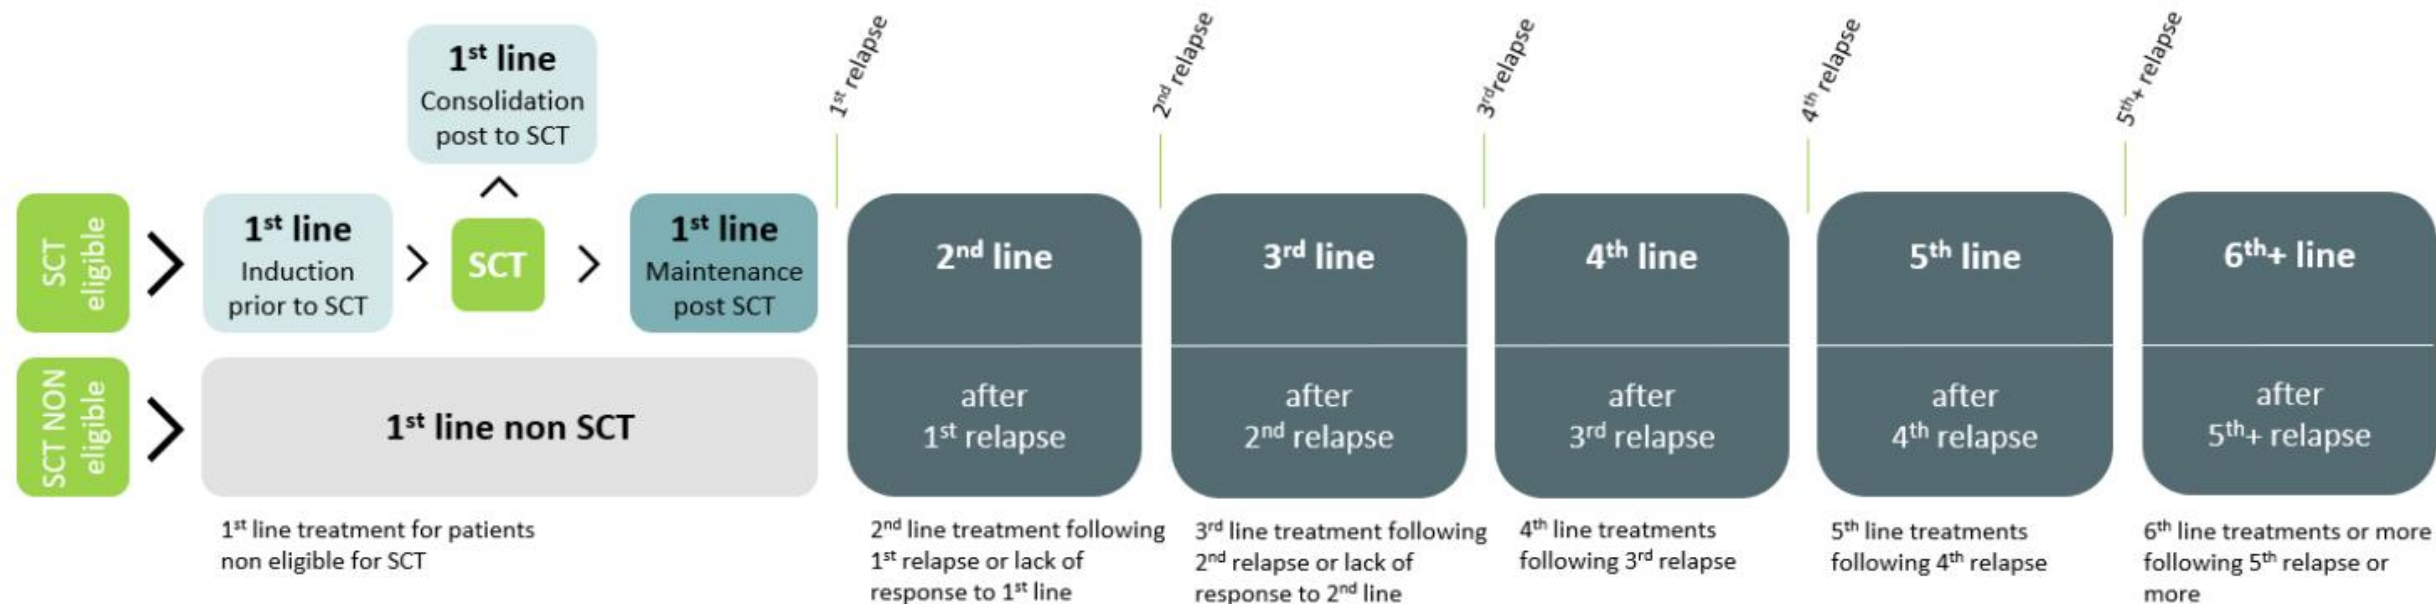 1st line
Consolidation
post to SCT
1st relapse
2nd relapse
3rd relapse
4th relapse
5th+ relapse
SCT
eligible
1st line
Induction
prior to SCT
SCT
1st line
Maintenance
post SCT
2nd line
3rd line
4th line
5th line
6th+ line
SCT NON
eligible
1st line non SCT
after
1st relapse
after
2nd relapse
after
3rd relapse
after
4th relapse
after
5th+ relapse
1st line treatment for patients
non eligible for SCT
2nd line treatment following
1st relapse or lack of
response to 1st line
3rd line treatment following
2nd relapse or lack of
response to 2nd line
4th line treatments
following 3rd relapse
5th line treatments
following 4th relapse
6th line treatments or more
following 5th relapse or
more